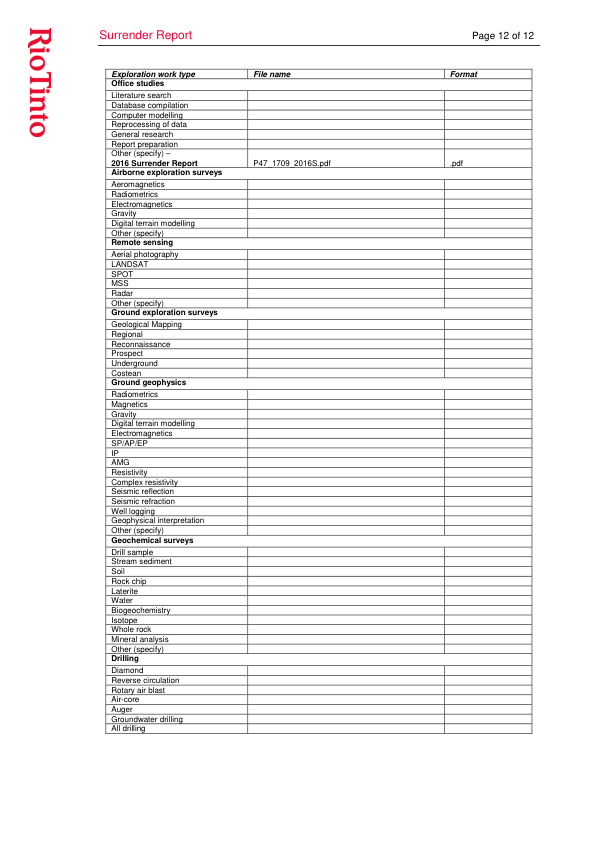 RioTinto
Surrender Report Page 12 of 12
Exploration work type File name Format
Office studies
Literature search
Database compilation
Computer modelling
Reprocessing of data
General research
Report preparation
Other (specify) –
2016 Surrender Report P47_1709_2016S.pdf .pdf
Airborne exploration surveys
Aeromagnetics
Radiometrics
Electromagnetics
Gravity
Digital terrain modelling
Other (specify)
Remote sensing
Aerial photography
LANDSAT
SPOT
MSS
Radar
Other (specify)
Ground exploration surveys
Geological Mapping
Regional
Reconnaissance
Prospect
Underground
Costean
Ground geophysics
Radiometrics
Magnetics
Gravity
Digital terrain modelling
Electromagnetics
SP/AP/EP
IP
AMG
Resistivity
Complex resistivity
Seismic reflection
Seismic refraction
Well logging
Geophysical interpretation
Other (specify)
Geochemical surveys
Drill sample
Stream sediment
Soil
Rock chip
Laterite
Water
Biogeochemistry
Isotope
Whole rock
Mineral analysis
Other (specify)
Drilling
Diamond
Reverse circulation
Rotary air blast
Air-core
Auger
Groundwater drilling
All drilling